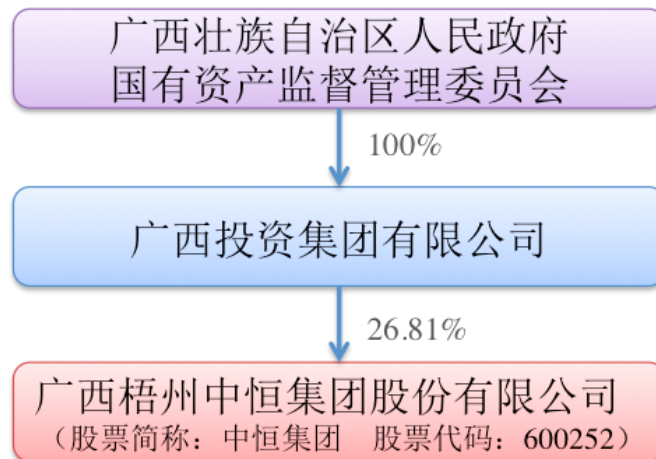 广西壮族自治区人民政府
国有资产监督管理委员会
100%
广西投资集团有限公司
26.81%
广西梧州中恒集团股份有限公司
（股票简称：中恒集团　股票代码：600252）